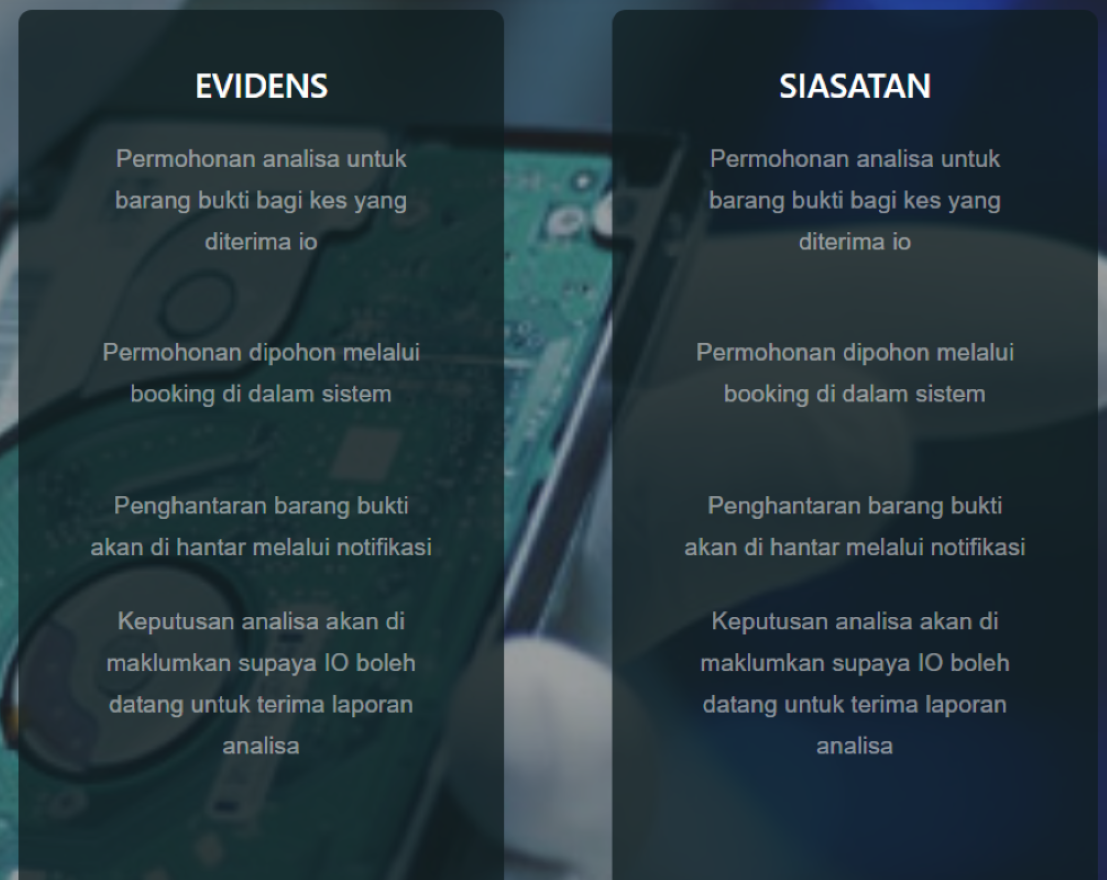 EVIDENS
Permohonan analisa untuk
barang bukti bagi kes yang
diterima io
Permohonan dipohon melalui
booking di dalam sistem
Penghantaran barang bukti
akan di hantar melalui notifikasi
Keputusan analisa akan di
maklumkan supaya IO boleh
datang untuk terima laporan
analisa
SIASATAN
Permohonan analisa untuk
barang bukti bagi kes yang
diterima io
Permohonan dipohon melalui
booking di dalam sistem
Penghantaran barang bukti
akan di hantar melalui notifikasi
Keputusan analisa akan di
maklumkan supaya IO boleh
datang untuk terima laporan
analisa